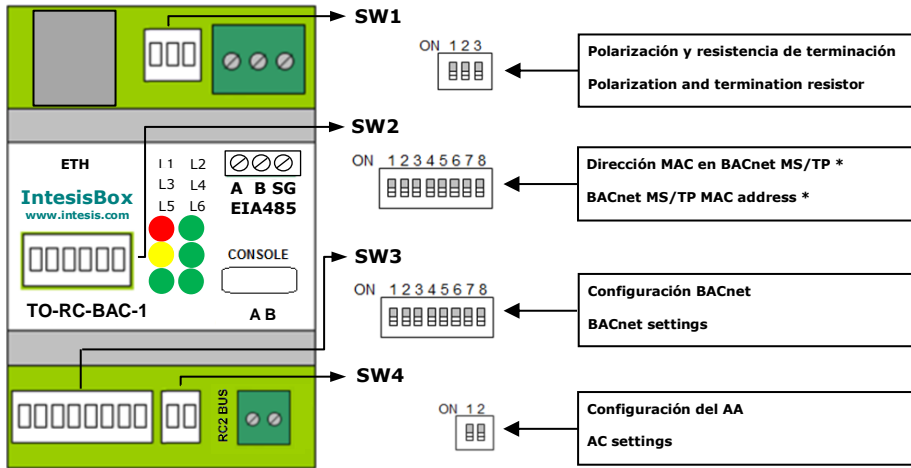 SW1
ON 1 2 3
Polarización y resistencia de terminación
Polarization and termination resistor
SW2
ETH
L1 L2
L3 L4
L5 L6
A B SG
EIA485
IntesisBox
www.intesis.com
CONSOLE
TO-RC-BAC-1
A B
ON 1 2 3 4 5 6 7 8
Dirección MAC en BACnet MS/TP *
BACnet MS/TP MAC address *
SW3
ON 1 2 3 4 5 6 7 8
Configuración BACnet
BACnet settings
SW4
RC2 BUS
ON 1 2
Configuración del AA
AC settings